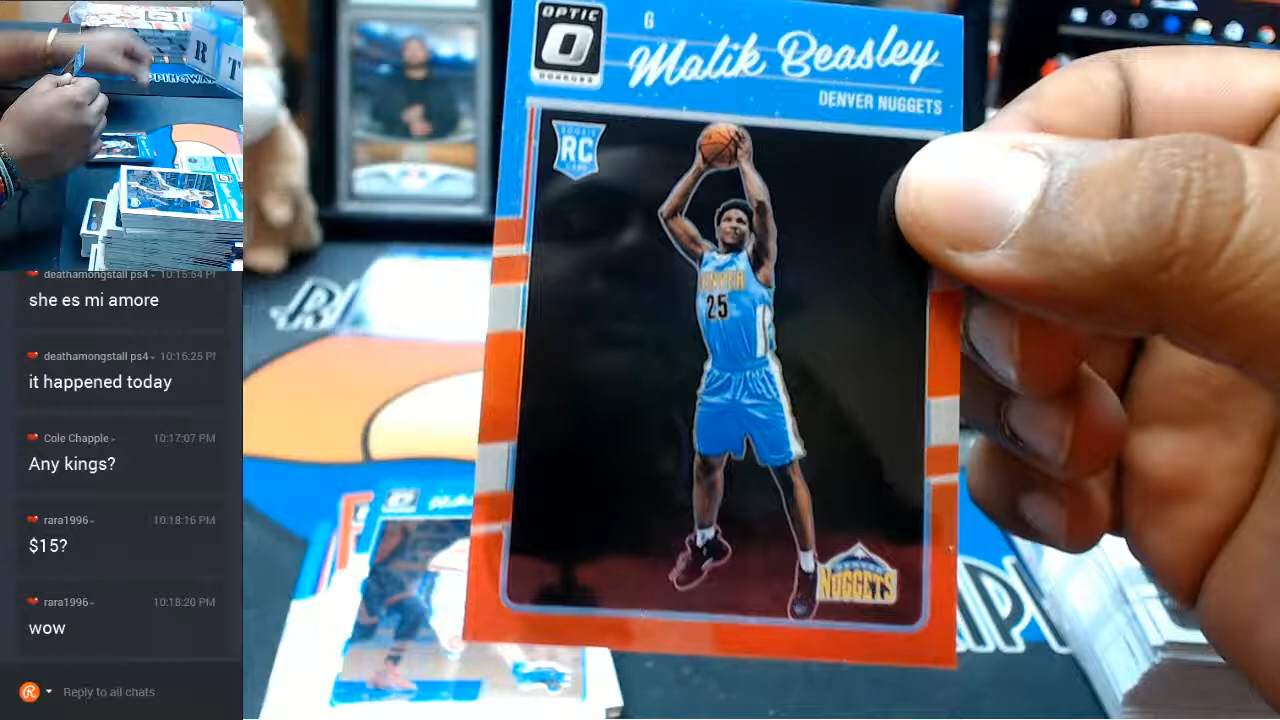 R
T
PPINGWA
deathamongstall ps4 10:15:54 PM
she es mi amore
deathamongstall ps4 10:16:25 PM
it happened today
Cole Chapple 10:17:07 PM
Any kings?
rara1996 10:18:16 PM
$15?
rara1996 10:18:20 PM
wow
Reply to all chats
OPTIC
DONRUSS
G
Malik Beasley
DENVER NUGGETS
ROOKIE
RC
CARD
DENVER
25
DENVER
NUGGETS